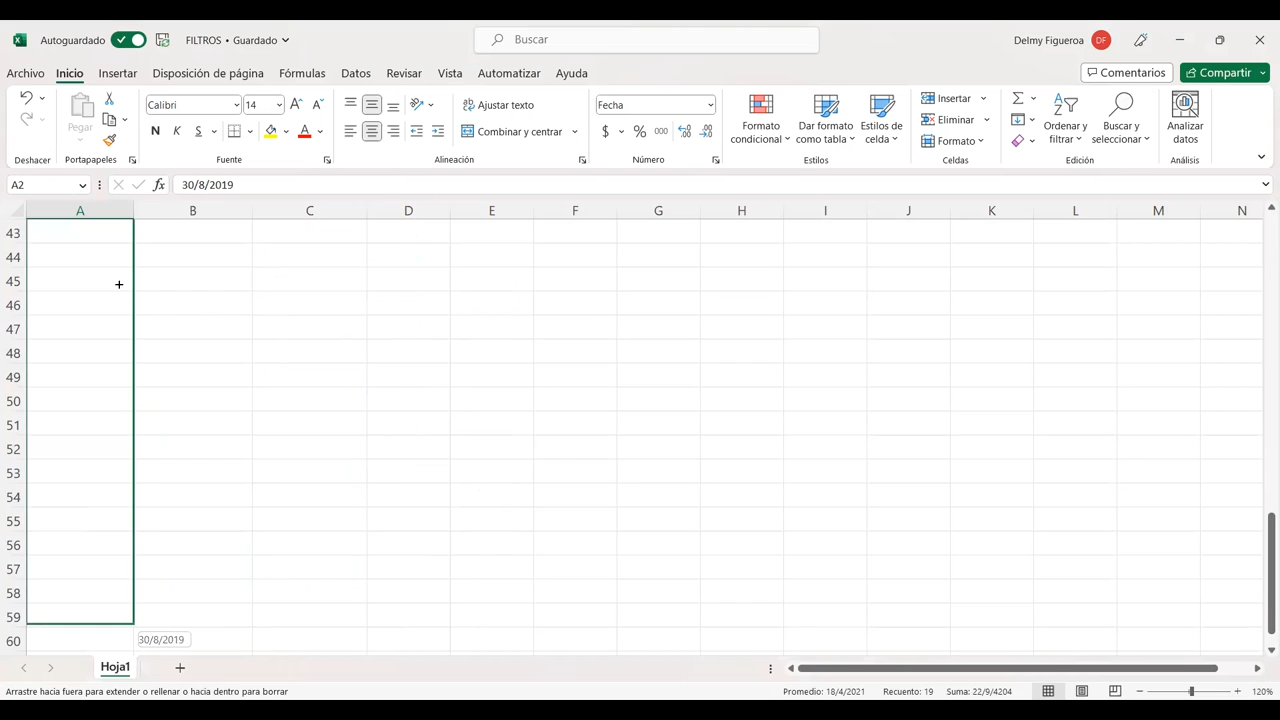 Autoguardado FILTROS • Guardado Buscar Delmy Figueroa DF
Archivo Inicio Insertar Disposición de página Fórmulas Datos Revisar Vista Automatizar Ayuda Comentarios Compartir
Calibri 14 Ajustar texto Fecha Insertar
Pegar N K S Combinar y centrar $ % 000 Formato condicional Dar formato como tabla Estilos de celda Eliminar Formato Ordenar y filtrar Buscar y seleccionar Analizar datos
Deshacer Portapapeles Fuente Alineación Número Estilos Celdas Edición Análisis
A2 fx 30/8/2019
A B C D E F G H I J K L M N
43
44
45
46
47
48
49
50
51
52
53
54
55
56
57
58
59
60 30/8/2019
Hoja1
Arrastre hacia fuera para extender o rellenar o hacia dentro para borrar Promedio: 18/4/2021 Recuento: 19 Suma: 22/9/4204 120%